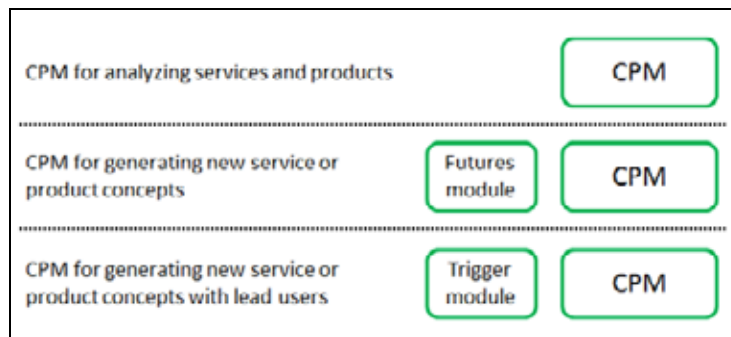 CPM for analyzing services and products
CPM
CPM for generating new service or
product concepts
Futures
module
CPM
CPM for generating new service or
product concepts with lead users
Trigger
module
CPM